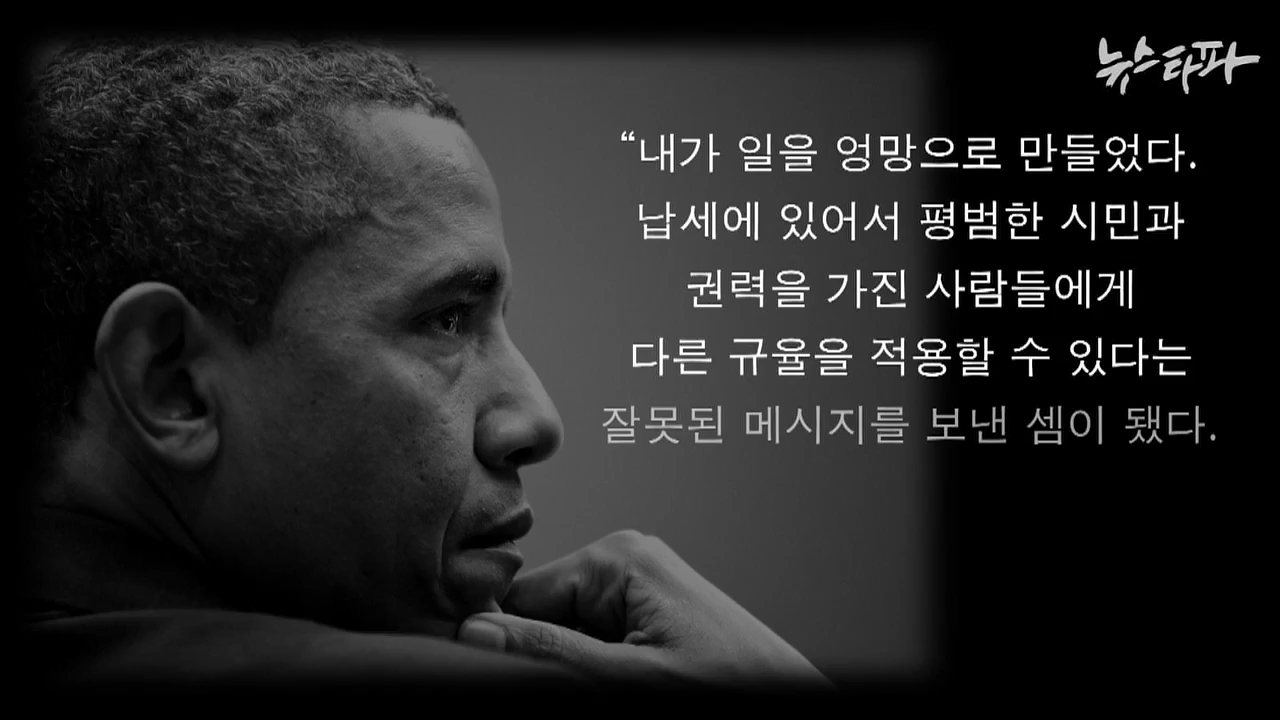 뉴스타파
“내가 일을 엉망으로 만들었다.
납세에 있어서 평범한 시민과
권력을 가진 사람들에게
다른 규율을 적용할 수 있다는
잘못된 메시지를 보낸 셈이 됐다.